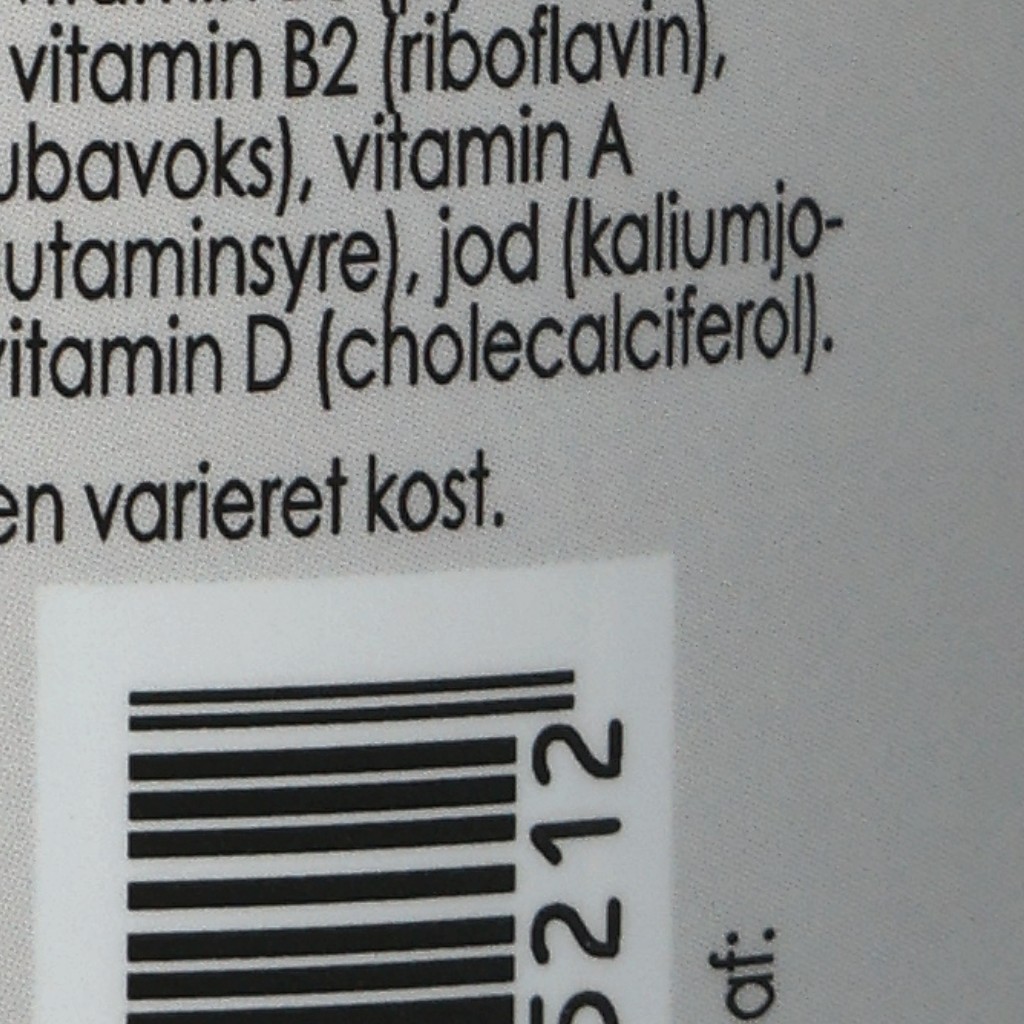 vitamin B2 (riboflavin),
ubavoks), vitamin A
utaminsyre), jod (kaliumjo-
vitamin D (cholecalciferol).
en varieret kost.
5212
af: